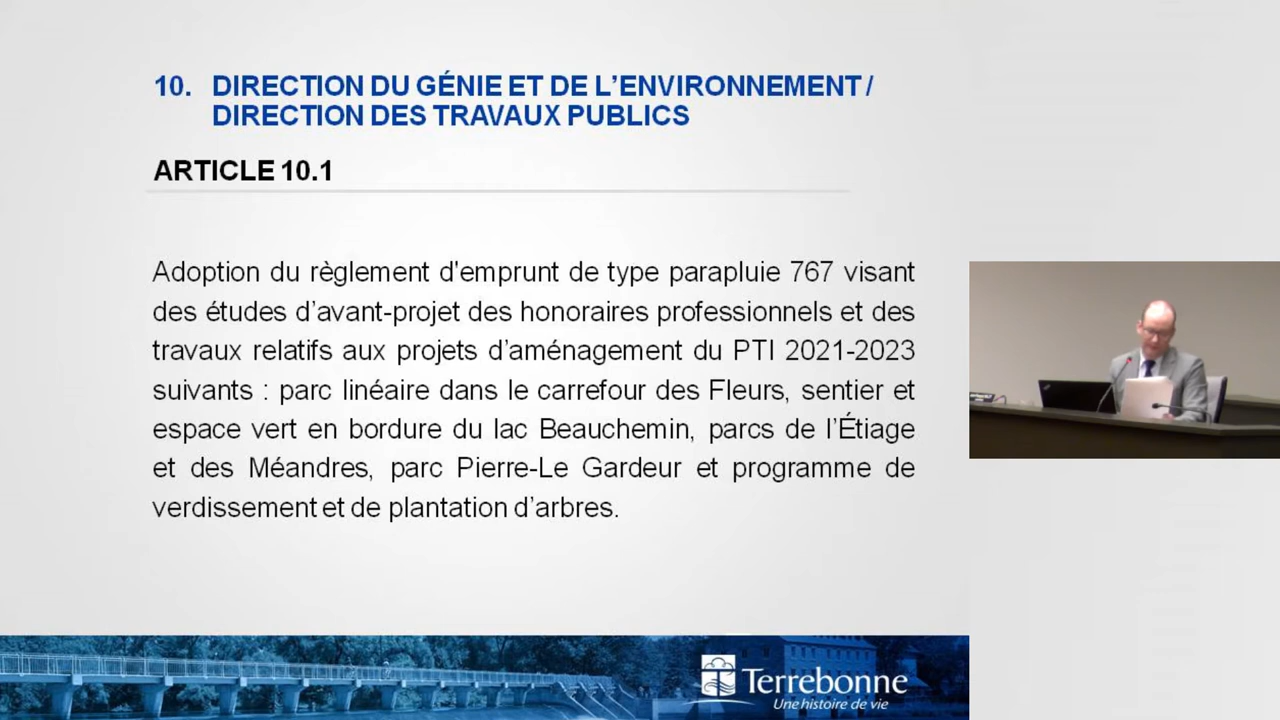 10. DIRECTION DU GÉNIE ET DE L’ENVIRONNEMENT /
DIRECTION DES TRAVAUX PUBLICS
ARTICLE 10.1
Adoption du règlement d'emprunt de type parapluie 767 visant
des études d’avant-projet des honoraires professionnels et des
travaux relatifs aux projets d’aménagement du PTI 2021-2023
suivants : parc linéaire dans le carrefour des Fleurs, sentier et
espace vert en bordure du lac Beauchemin, parcs de l’Étiage
et des Méandres, parc Pierre-Le Gardeur et programme de
verdissement et de plantation d’arbres.
Terrebonne
Une histoire de vie